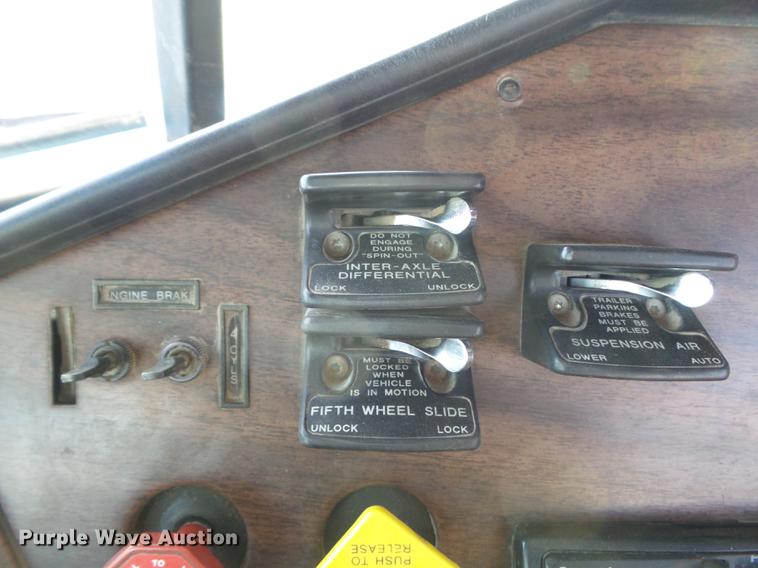 DO NOT
ENGAGE
DURING
"SPIN-OUT"
INTER-AXLE
DIFFERENTIAL
LOCK UNLOCK
MUST BE
LOCKED
WHEN
VEHICLE
IS IN MOTION
FIFTH WHEEL SLIDE
UNLOCK LOCK
TRAILER
PARKING
BRAKES
MUST BE
APPLIED
SUSPENSION AIR
LOWER AUTO
NGINE BRAK
4 CYLS
TO
PUSH TO
RELEASE
Purple Wave Auction